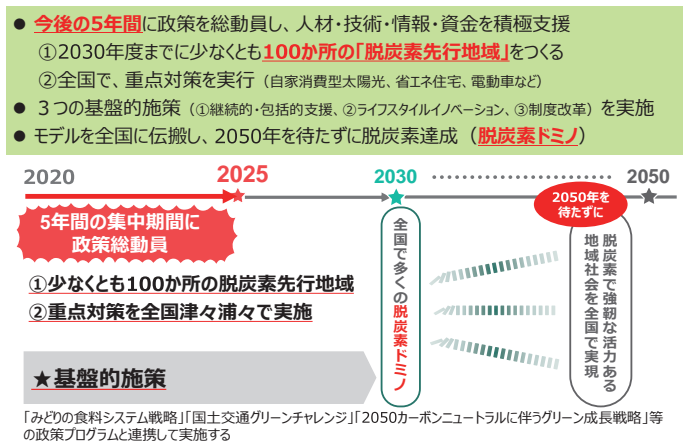 ● 今後の5年間に政策を総動員し、人材・技術・情報・資金を積極支援
①2030年度までに少なくとも100か所の「脱炭素先行地域」をつくる
②全国で、重点対策を実行（自家消費型太陽光、省エネ住宅、電動車など）
● ３つの基盤的施策（①継続的・包括的支援、②ライフスタイルイノベーション、③制度改革）を実施
● モデルを全国に伝搬し、2050年を待たずに脱炭素達成（脱炭素ドミノ）
2020
2025
2030
2050
5年間の集中期間に
政策総動員
2050年を
待たずに
①少なくとも100か所の脱炭素先行地域
②重点対策を全国津々浦々で実施
全国で多くの脱炭素ドミノ
脱炭素で強靭な活力ある
地域社会を全国で実現
★基盤的施策
「みどりの食料システム戦略」「国土交通グリーンチャレンジ」「2050カーボンニュートラルに伴うグリーン成長戦略」等
の政策プログラムと連携して実施する